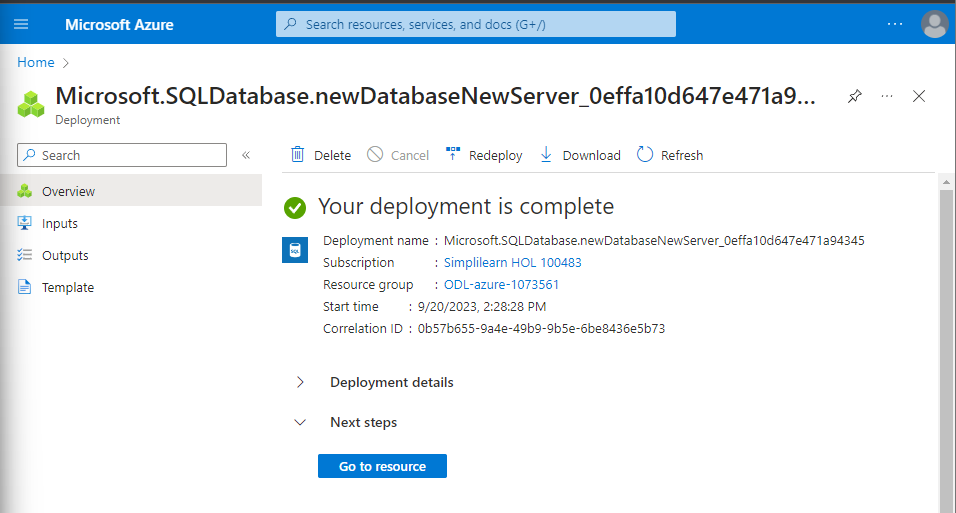 Microsoft Azure
Search resources, services, and docs (G+/)
...
Home >
Microsoft.SQLDatabase.newDatabaseNewServer_0effa10d647e471a9...
Deployment
Search
«
Delete
Cancel
Redeploy
Download
Refresh
Overview
Inputs
Outputs
Template
Your deployment is complete
SQL
Deployment name : Microsoft.SQLDatabase.newDatabaseNewServer_0effa10d647e471a94345
Subscription : Simplilearn HOL 100483
Resource group : ODL-azure-1073561
Start time : 9/20/2023, 2:28:28 PM
Correlation ID : 0b57b655-9a4e-49b9-9b5e-6be8436e5b73
Deployment details
Next steps
Go to resource